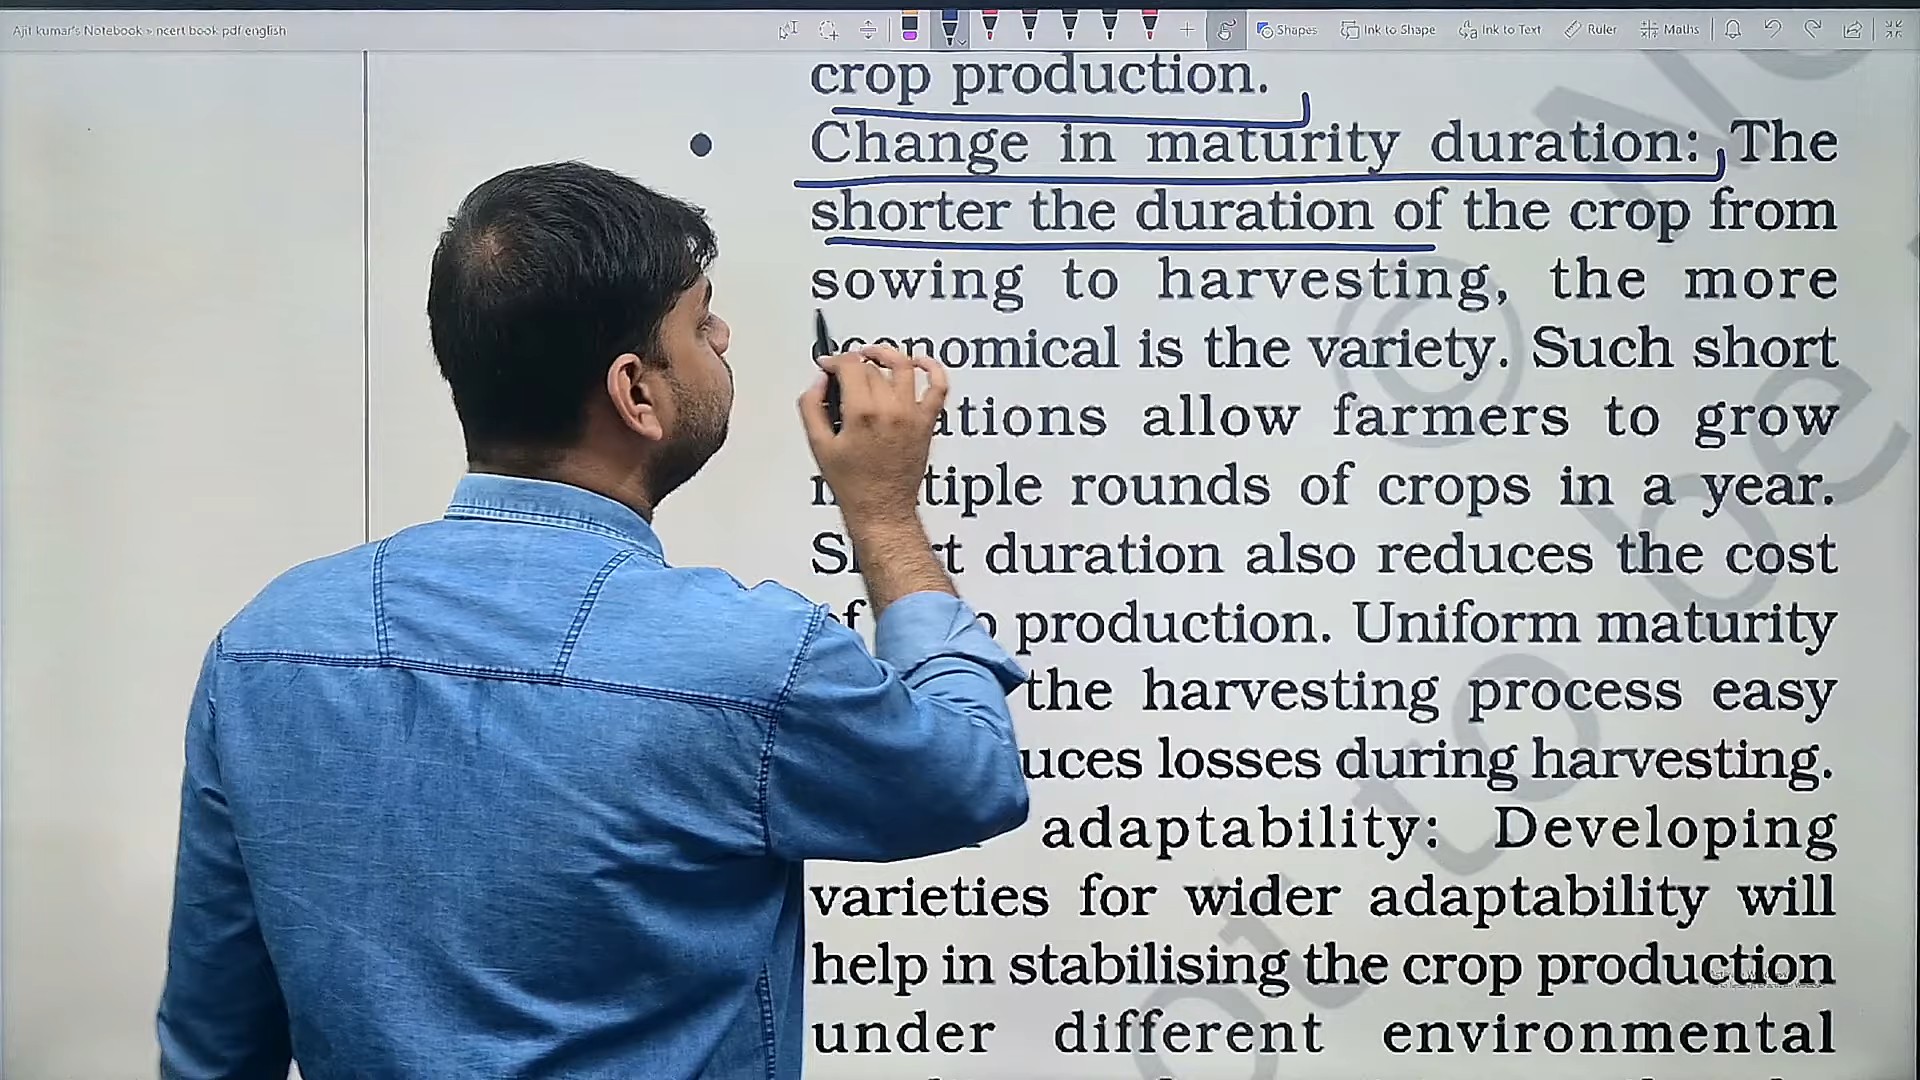 Ajit kumar's Notebook » ncert book pdf english
Shapes
Ink to Shape
Ink to Text
Ruler
Maths
crop production.
Change in maturity duration: The
shorter the duration of the crop from
sowing to harvesting, the more
economical is the variety. Such short
allow farmers to grow
rounds of crops in a year.
duration also reduces the cost
production. Uniform maturity
the harvesting process easy
losses during harvesting.
adaptability: Developing
varieties for wider adaptability will
help in stabilising the crop production
under different environmental